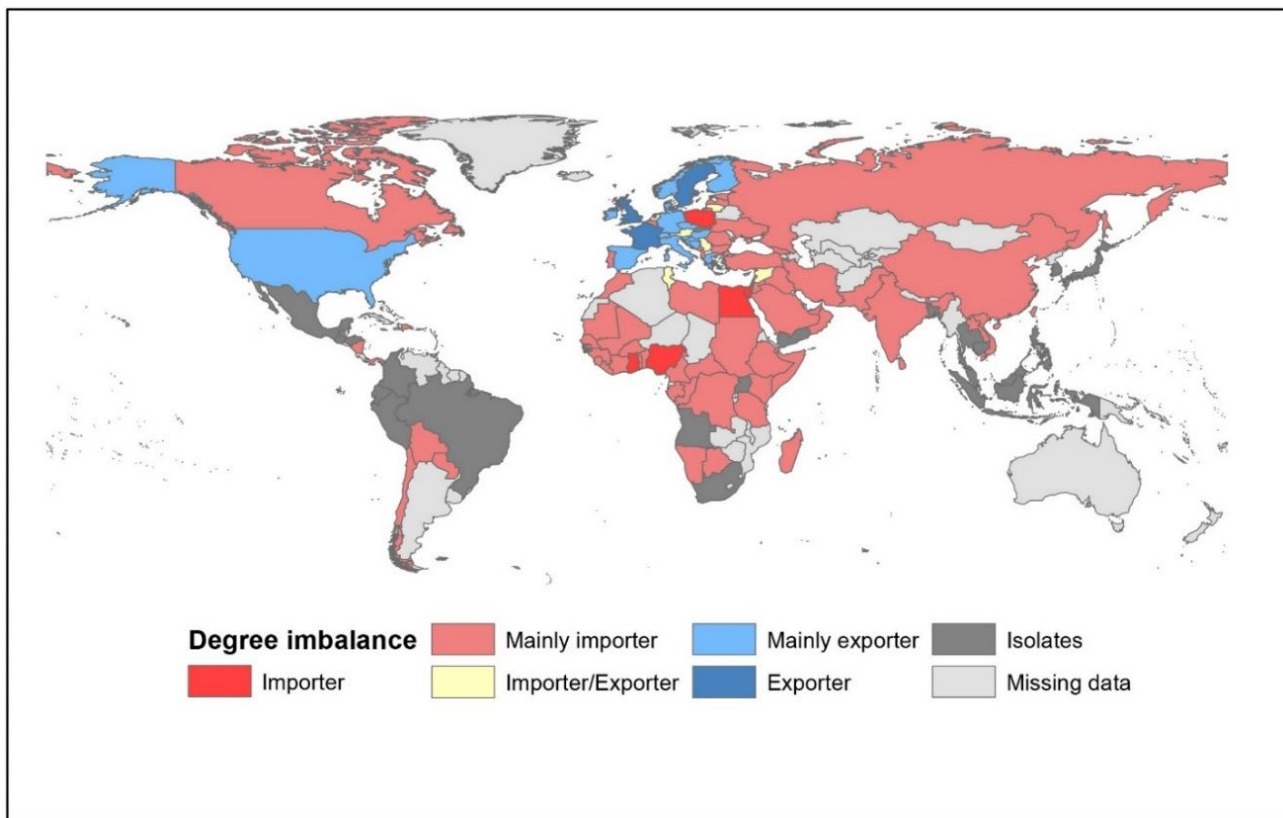 Degree imbalance
Importer
Mainly importer
Importer/Exporter
Mainly exporter
Exporter
Isolates
Missing data